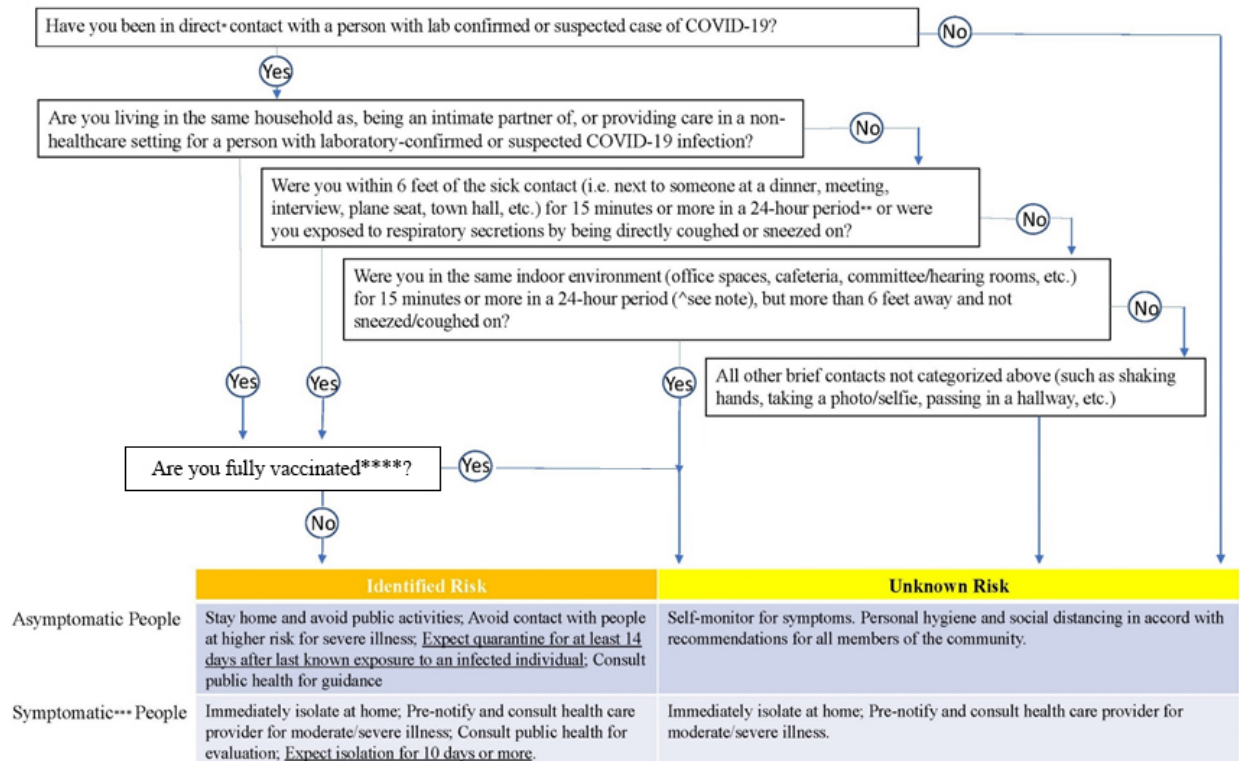 Have you been in direct* contact with a person with lab confirmed or suspected case of COVID-19?
No
Yes
Are you living in the same household as, being an intimate partner of, or providing care in a non-
healthcare setting for a person with laboratory-confirmed or suspected COVID-19 infection?
No
Were you within 6 feet of the sick contact (i.e. next to someone at a dinner, meeting,
interview, plane seat, town hall, etc.) for 15 minutes or more in a 24-hour period** or were
you exposed to respiratory secretions by being directly coughed or sneezed on?
No
Were you in the same indoor environment (office spaces, cafeteria, committee/hearing rooms, etc.)
for 15 minutes or more in a 24-hour period (^see note), but more than 6 feet away and not
sneezed/coughed on?
No
Yes
Yes
Yes
All other brief contacts not categorized above (such as shaking
hands, taking a photo/selfie, passing in a hallway, etc.)
Are you fully vaccinated****?
Yes
No
Identified Risk
Unknown Risk
Asymptomatic People
Stay home and avoid public activities; Avoid contact with people
at higher risk for severe illness; Expect quarantine for at least 14
days after last known exposure to an infected individual; Consult
public health for guidance
Self-monitor for symptoms. Personal hygiene and social distancing in accord with
recommendations for all members of the community.
Symptomatic*** People
Immediately isolate at home; Pre-notify and consult health care
provider for moderate/severe illness; Consult public health for
evaluation; Expect isolation for 10 days or more.
Immediately isolate at home; Pre-notify and consult health care provider for
moderate/severe illness.